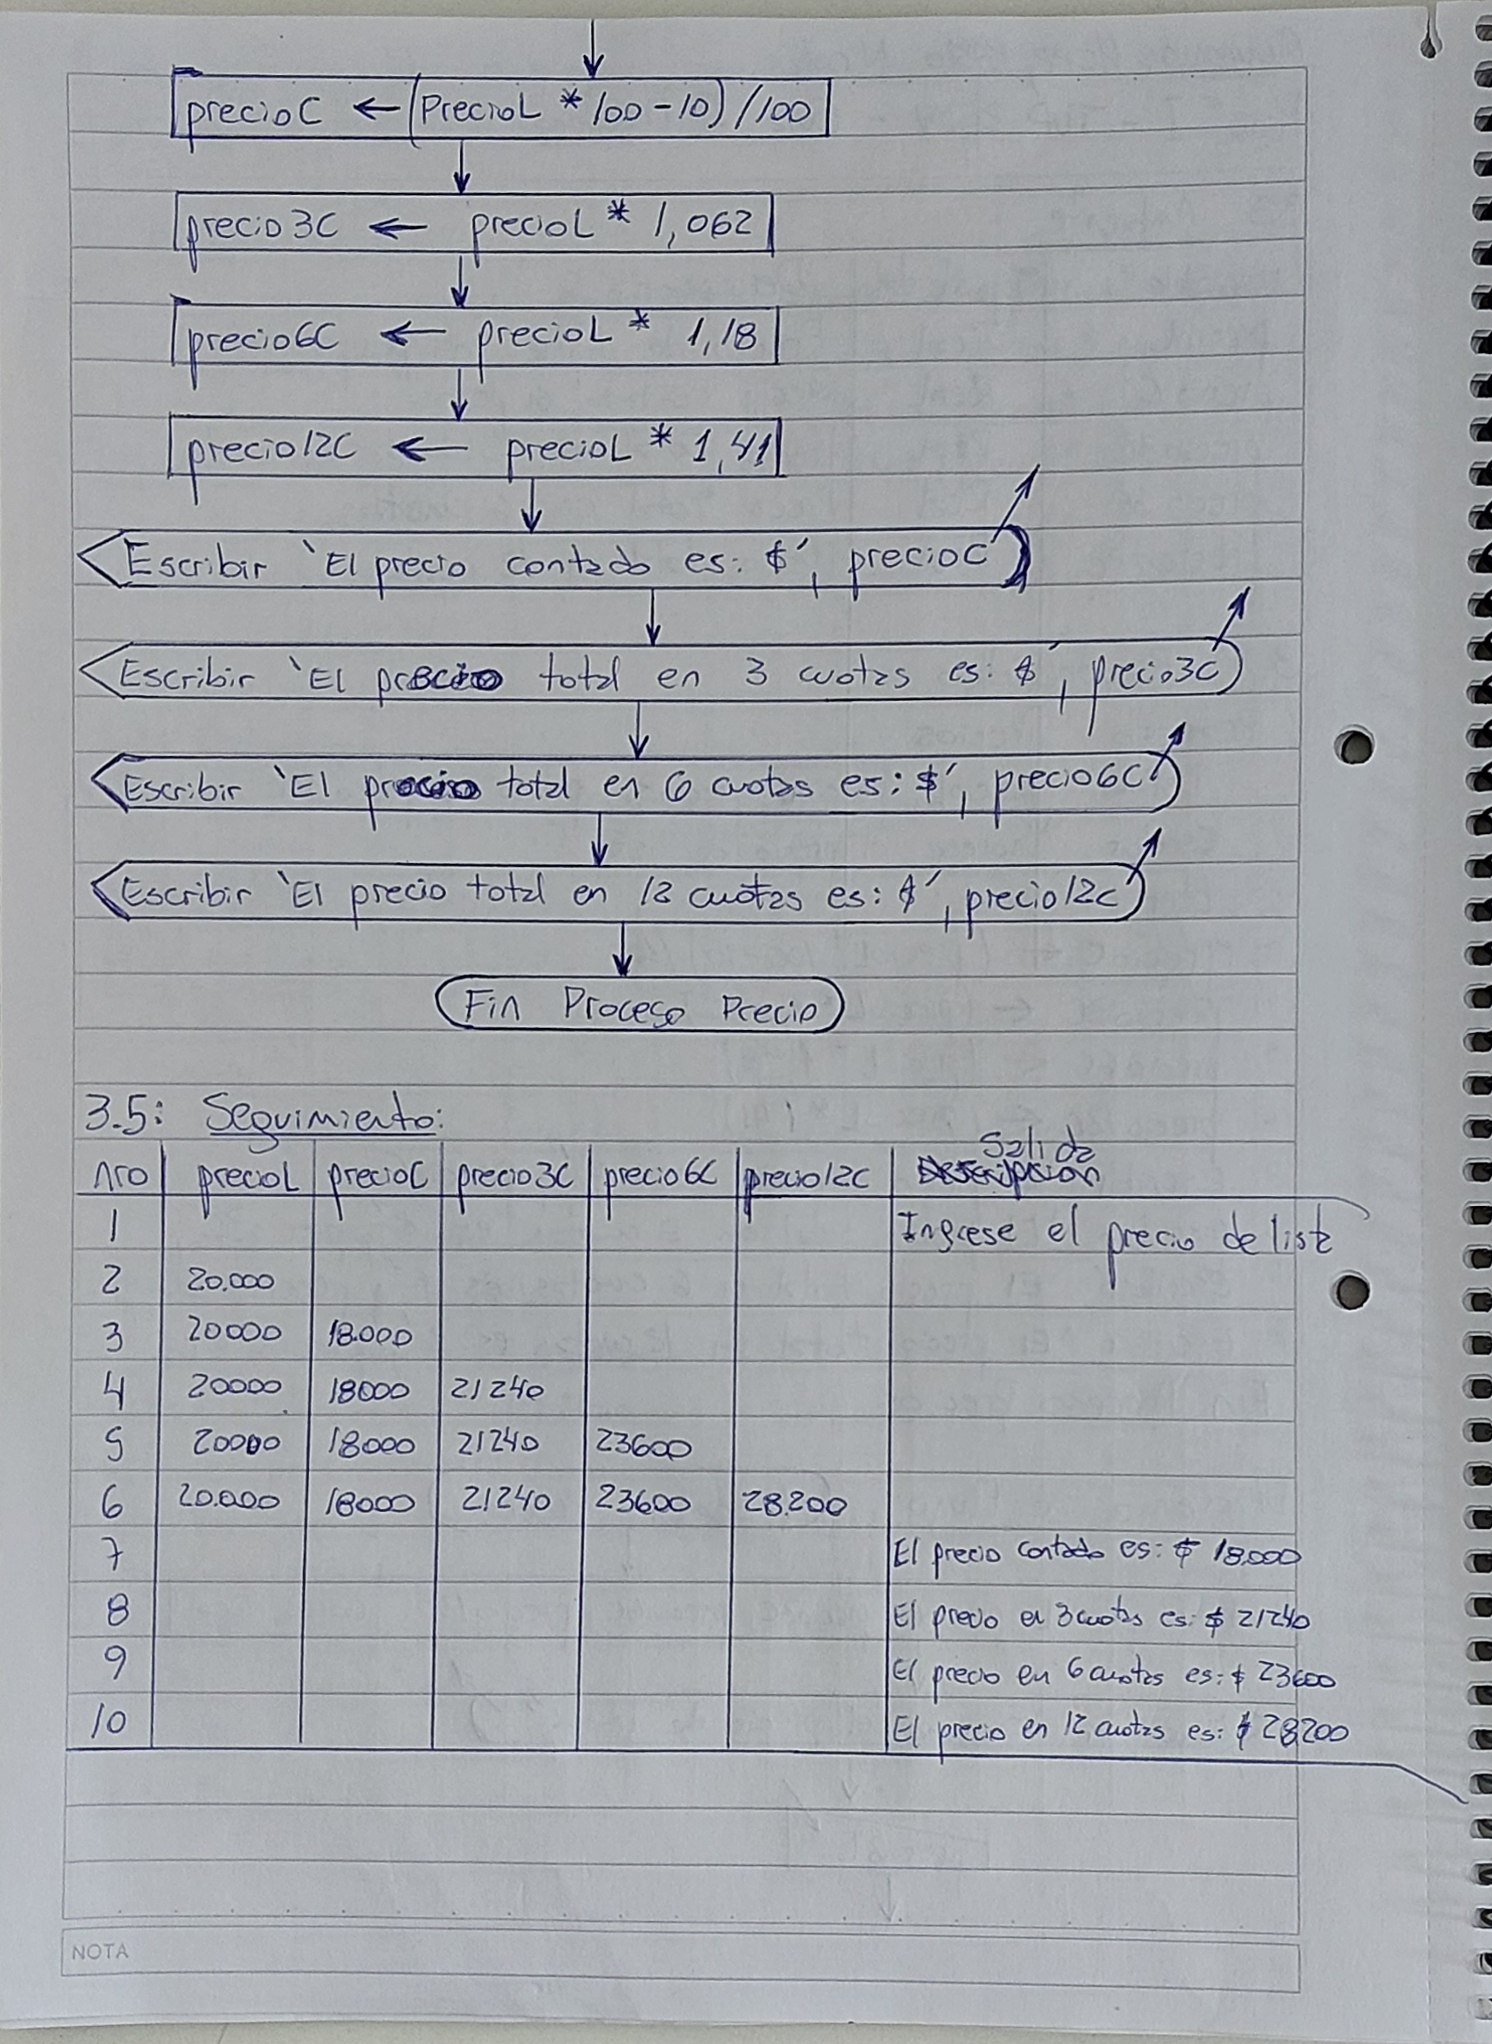 precioC ← (PrecioL * 100 - 10) / 100
precio3C ← precioL * 1,062
precio6C ← precioL * 1,18
precio12C ← precioL * 1,41
Escribir 'El precio contado es: $', precioC
Escribir 'El precio total en 3 cuotas es: $', precio3C
Escribir 'El precio total en 6 cuotas es: $', precio6C
Escribir 'El precio total en 12 cuotas es: $', precio12C
Fin Proceso Precio
3.5: Seguimiento:
Salida
nro precioL precioC precio3C precio6C precio12C Descripcion
1 Ingrese el precio de lista
2 20.000
3 20000 18.000
4 20000 18000 21240
5 20000 18000 21240 23600
6 20.000 18000 21240 23600 28.200
7 El precio contado es: $ 18.000
8 El precio en 3 cuotas es: $ 21240
9 El precio en 6 cuotas es: $ 23600
10 El precio en 12 cuotas es: $ 28200
NOTA